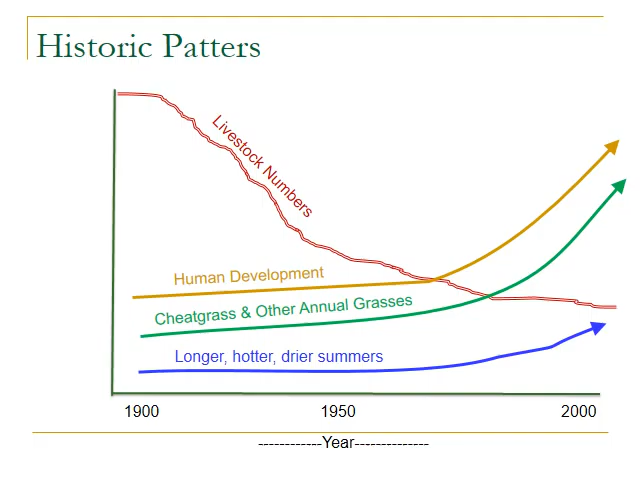 Historic Patters
Livestock Numbers
Human Development
Cheatgrass & Other Annual Grasses
Longer, hotter, drier summers
1900 1950 2000
------------Year--------------